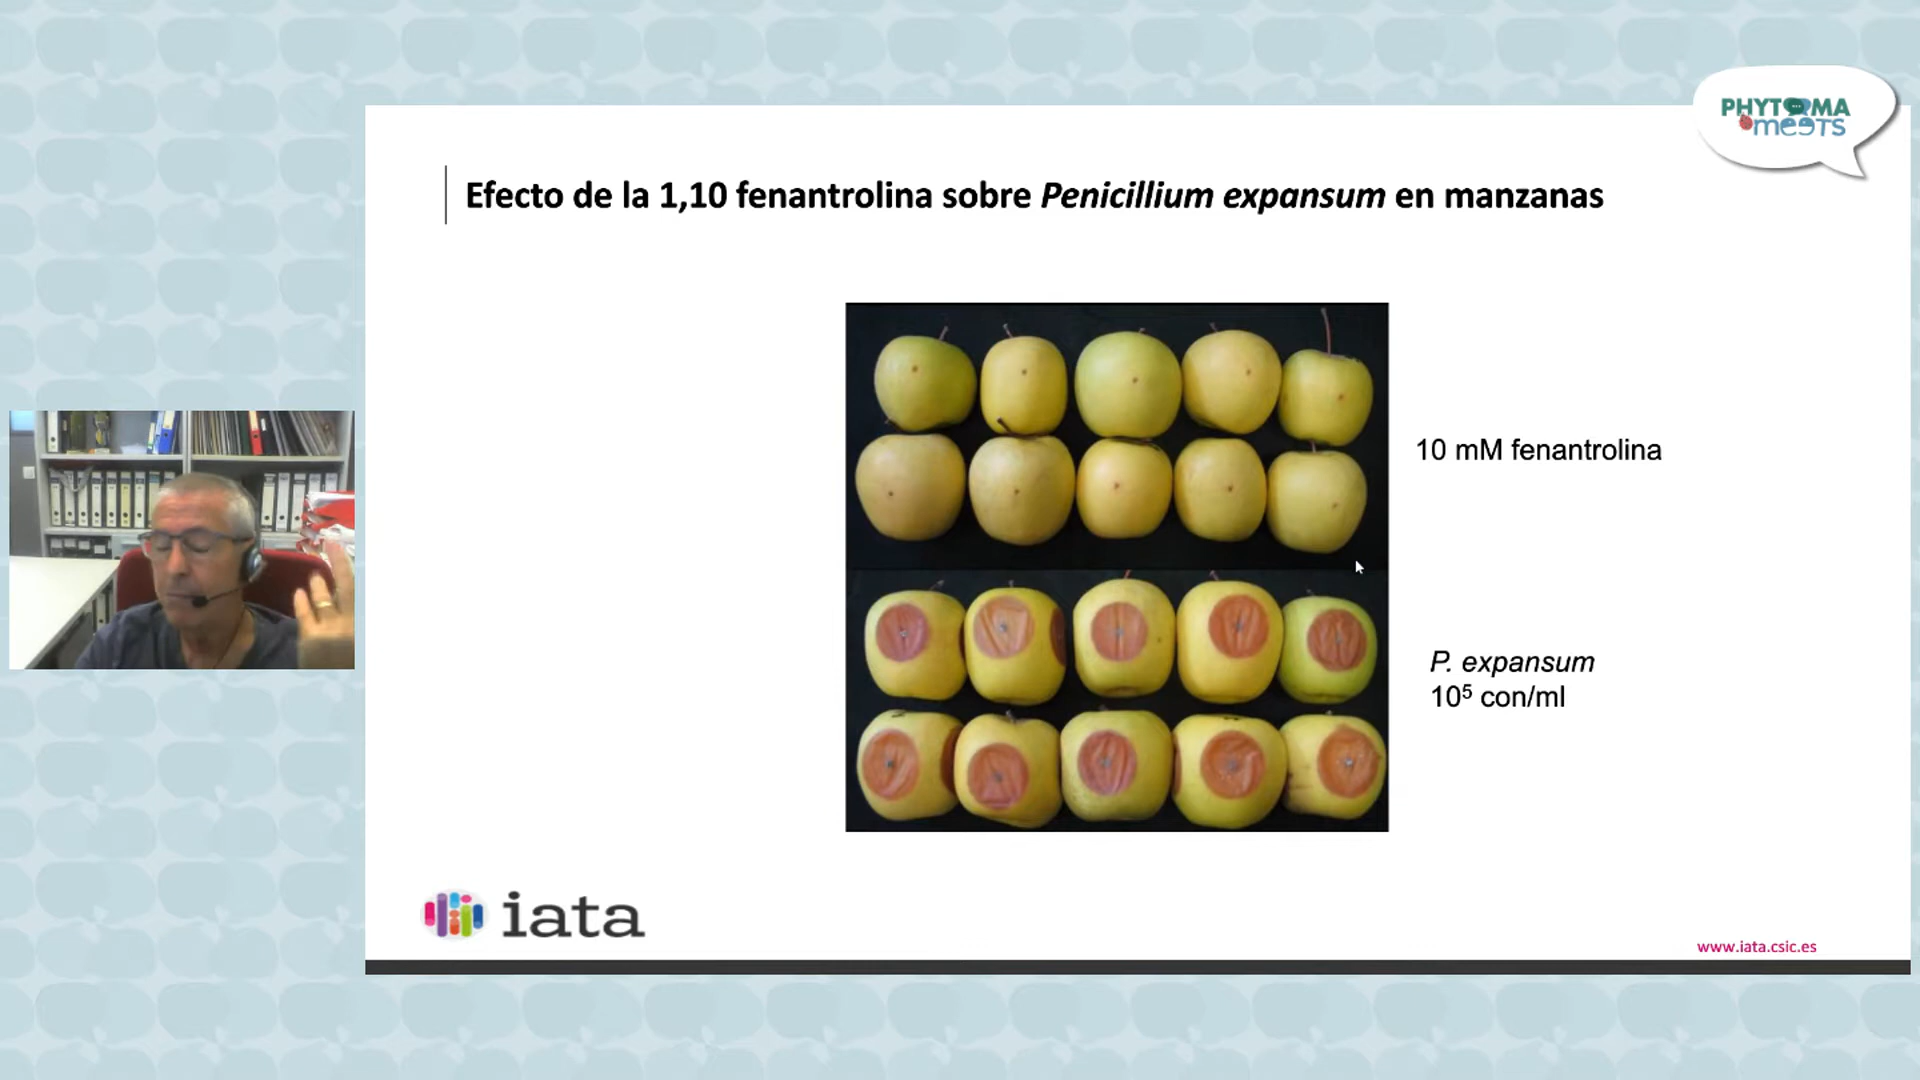 PHYTOMA
meeTs
Efecto de la 1,10 fenantrolina sobre Penicillium expansum en manzanas
10 mM fenantrolina
P. expansum
10⁵ con/ml
iata
www.iata.csic.es